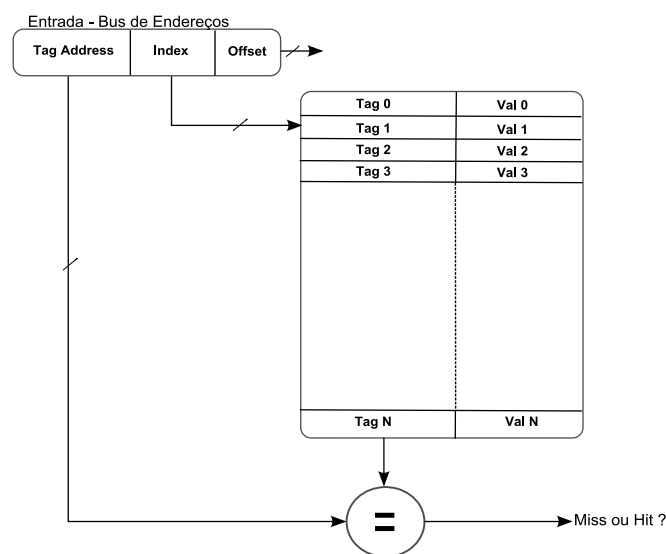 Entrada - Bus de Endereços
Tag Address Index Offset
Tag 0 Val 0
Tag 1 Val 1
Tag 2 Val 2
Tag 3 Val 3
Tag N Val N
= Miss ou Hit ?